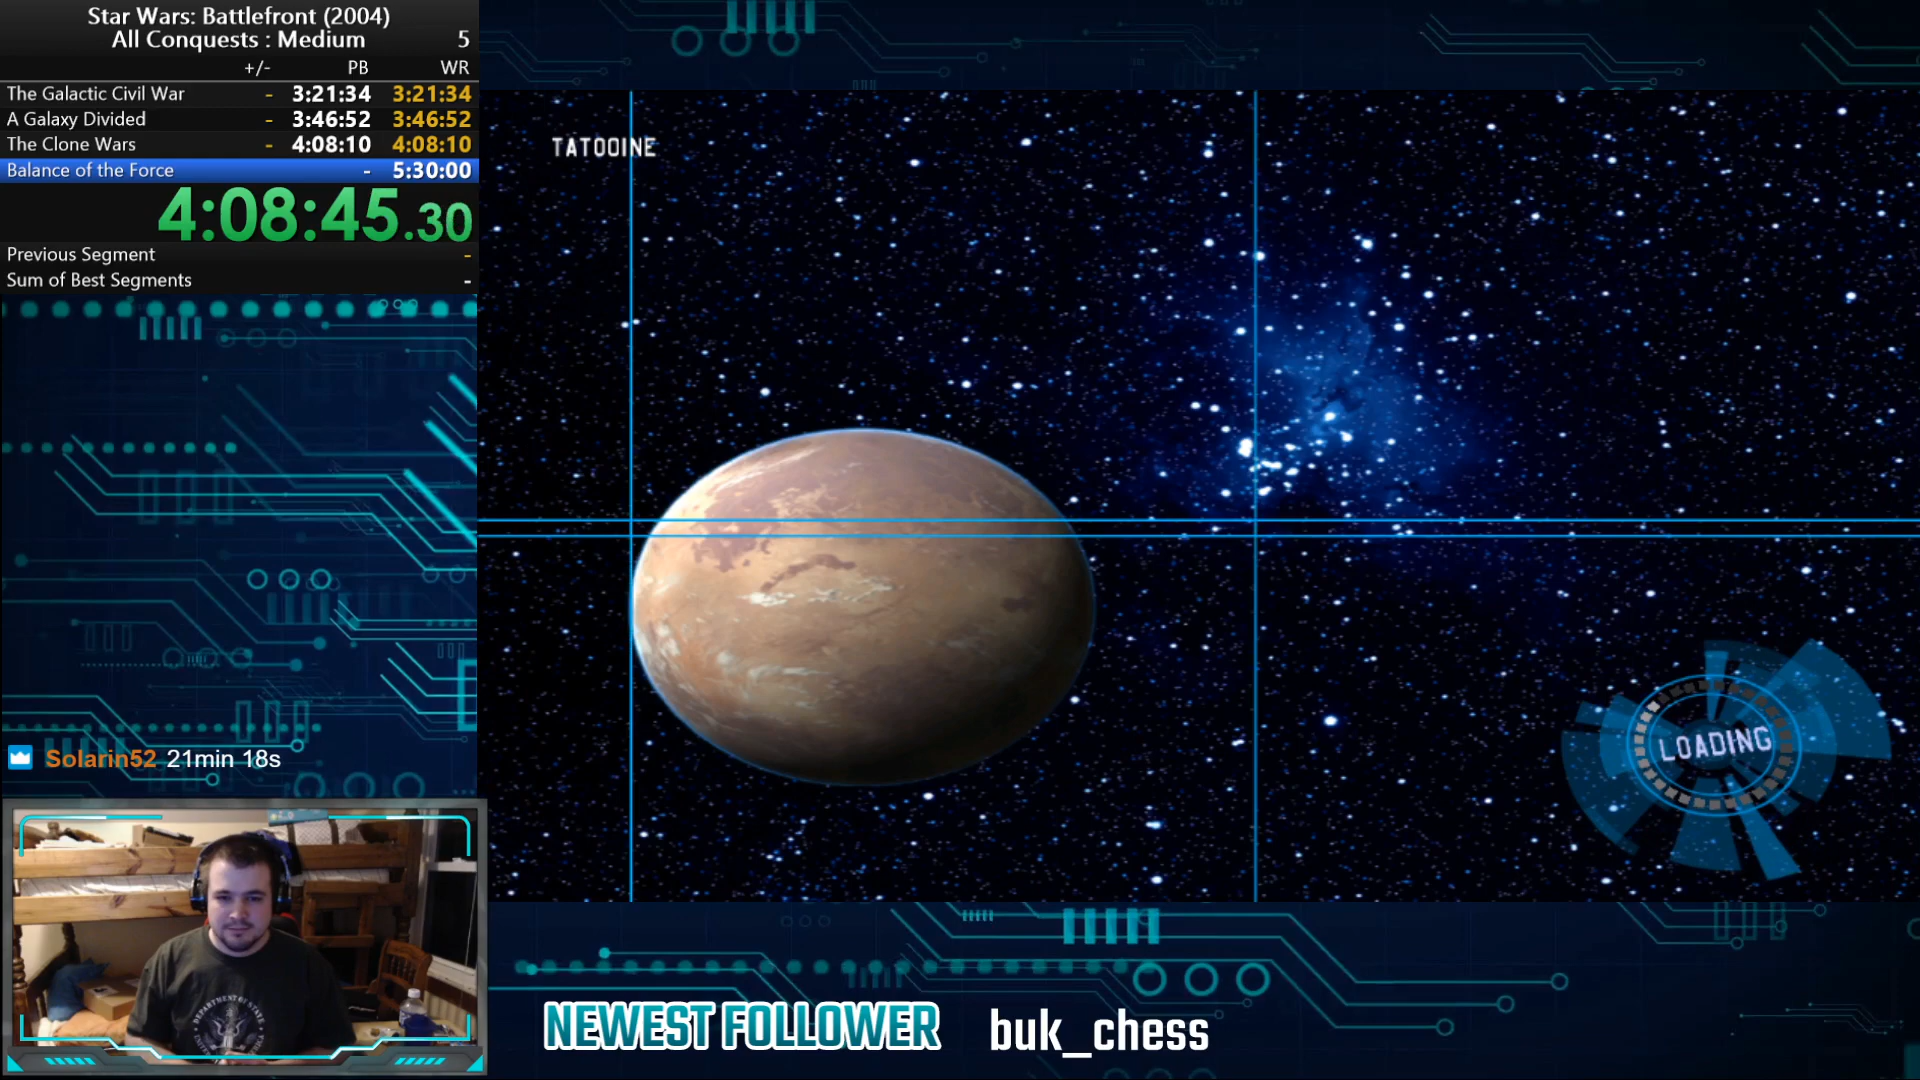 Star Wars: Battlefront (2004)
All Conquests : Medium 5
+/- PB WR
The Galactic Civil War - 3:21:34 3:21:34
A Galaxy Divided - 3:46:52 3:46:52
The Clone Wars - 4:08:10 4:08:10
Balance of the Force - 5:30:00
4:08:45.30
Previous Segment -
Sum of Best Segments -
TATOOINE
LOADING
Solarin52 21min 18s
DEPARTMENT OF STATE
NEWEST FOLLOWER buk_chess